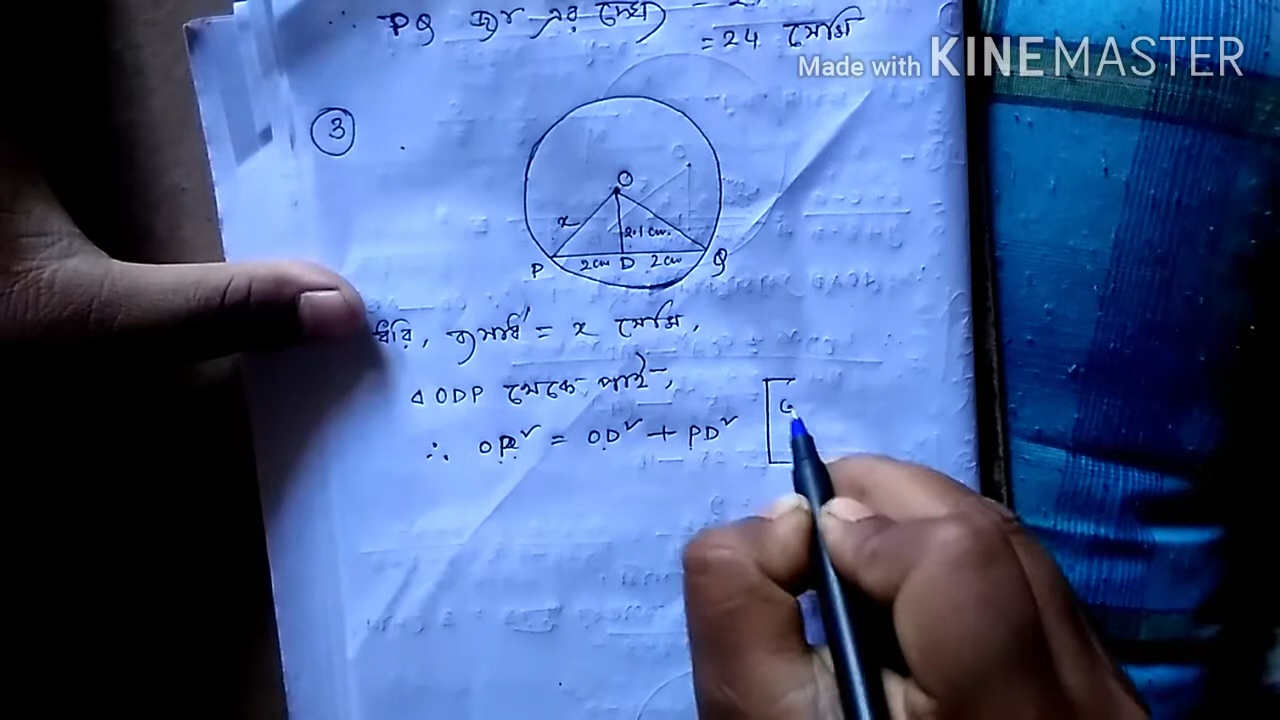 ∴ PQ জ্যা এর দৈর্ঘ্য
= 24 সেমি
Made with KINEMASTER
3
O
x
2.1 cm.
P 2cm D 2cm Q
ধরি, ব্যাসার্ধ = x সেমি,
△ ODP থেকে পাই-,
∴ OP² = OD² + PD² [